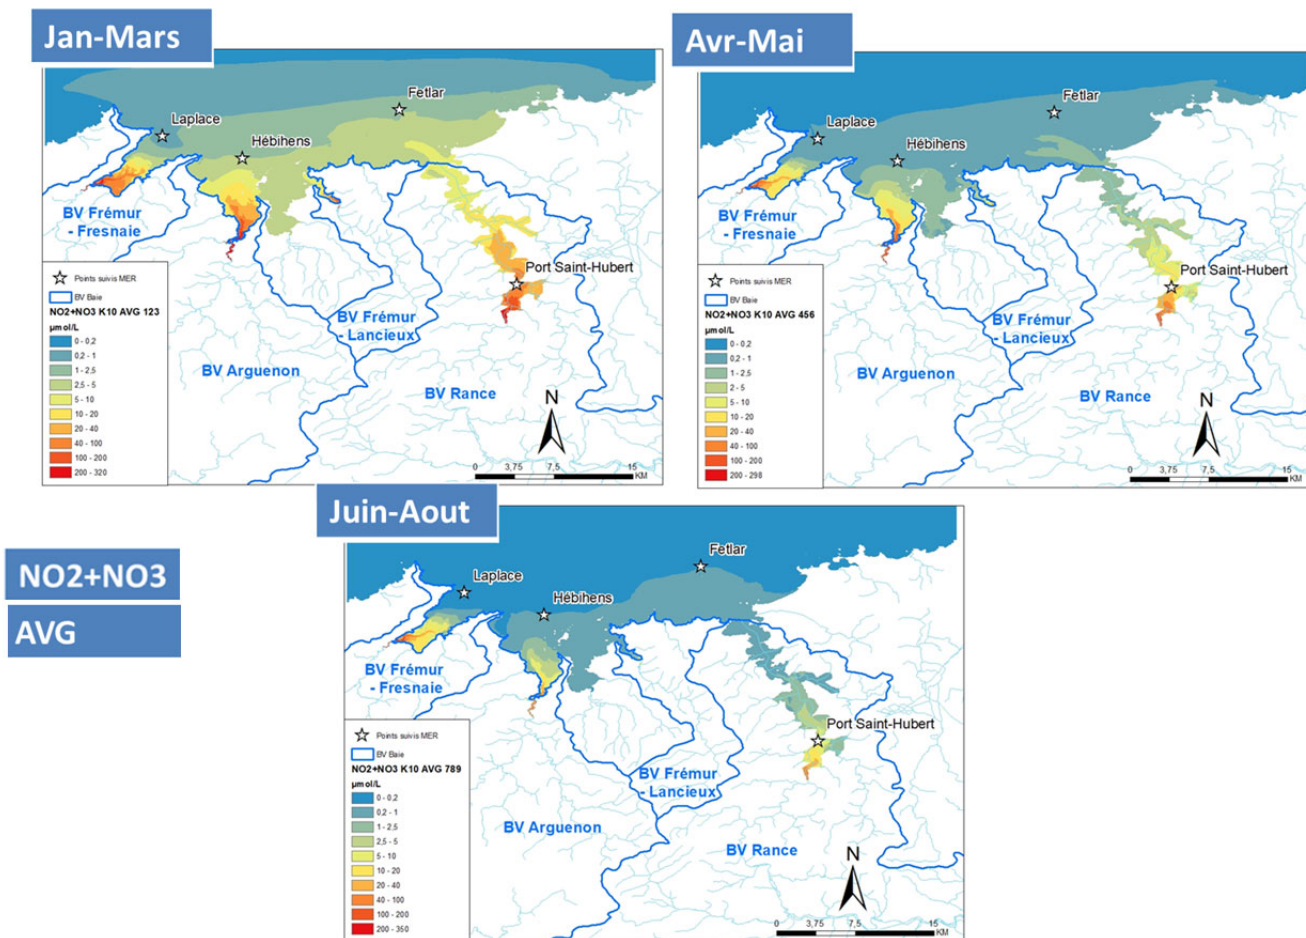 Jan-Mars
Laplace
Hébihens
Fetlar
BV Frémur
- Fresnaie
Port Saint-Hubert
BV Frémur
- Lancieux
BV Arguenon
BV Rance
Points suivis MER
BV Baie
NO2+NO3 K10 AVG 123
µmol/L
0 - 0,2
0,2 - 1
1 - 2,5
2,5 - 5
5 - 10
10 - 20
20 - 40
40 - 100
100 - 200
200 - 320
N
0 3,75 7,5 15
KM
Avr-Mai
Laplace
Hébihens
Fetlar
BV Frémur
- Fresnaie
Port Saint-Hubert
BV Frémur
- Lancieux
BV Arguenon
BV Rance
Points suivis MER
BV Baie
NO2+NO3 K10 AVG 456
µmol/L
0 - 0,2
0,2 - 1
1 - 2,5
2 - 5
5 - 10
10 - 20
20 - 40
40 - 100
100 - 200
200 - 298
N
0 3,75 7,5 15
KM
Juin-Aout
NO2+NO3
AVG
Laplace
Hébihens
Fetlar
BV Frémur
- Fresnaie
Port Saint-Hubert
BV Frémur
- Lancieux
BV Arguenon
BV Rance
Points suivis MER
BV Baie
NO2+NO3 K10 AVG 789
µmol/L
0 - 0,2
0,2 - 1
1 - 2,5
2,5 - 5
5 - 10
10 - 20
20 - 40
40 - 100
100 - 200
200 - 350
N
0 3,75 7,5 15
KM